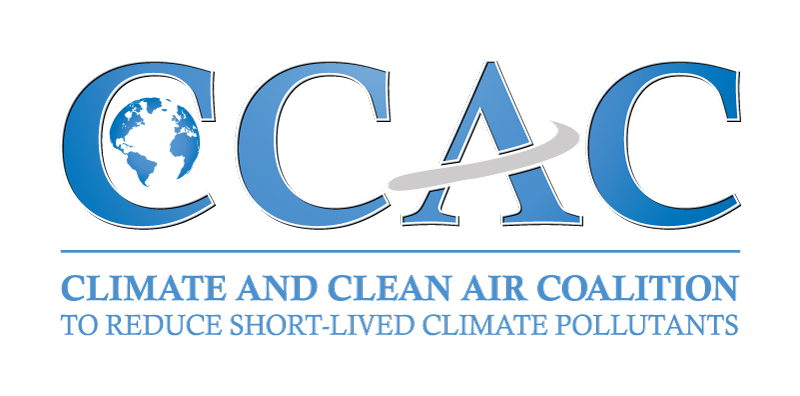 CCAC
CLIMATE AND CLEAN AIR COALITION
TO REDUCE SHORT-LIVED CLIMATE POLLUTANTS